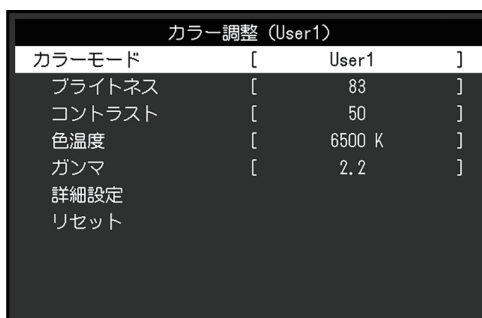 カラー調整（User1）
カラーモード [ User1 ]
ブライトネス [ 83 ]
コントラスト [ 50 ]
色温度 [ 6500 K ]
ガンマ [ 2.2 ]
詳細設定
リセット